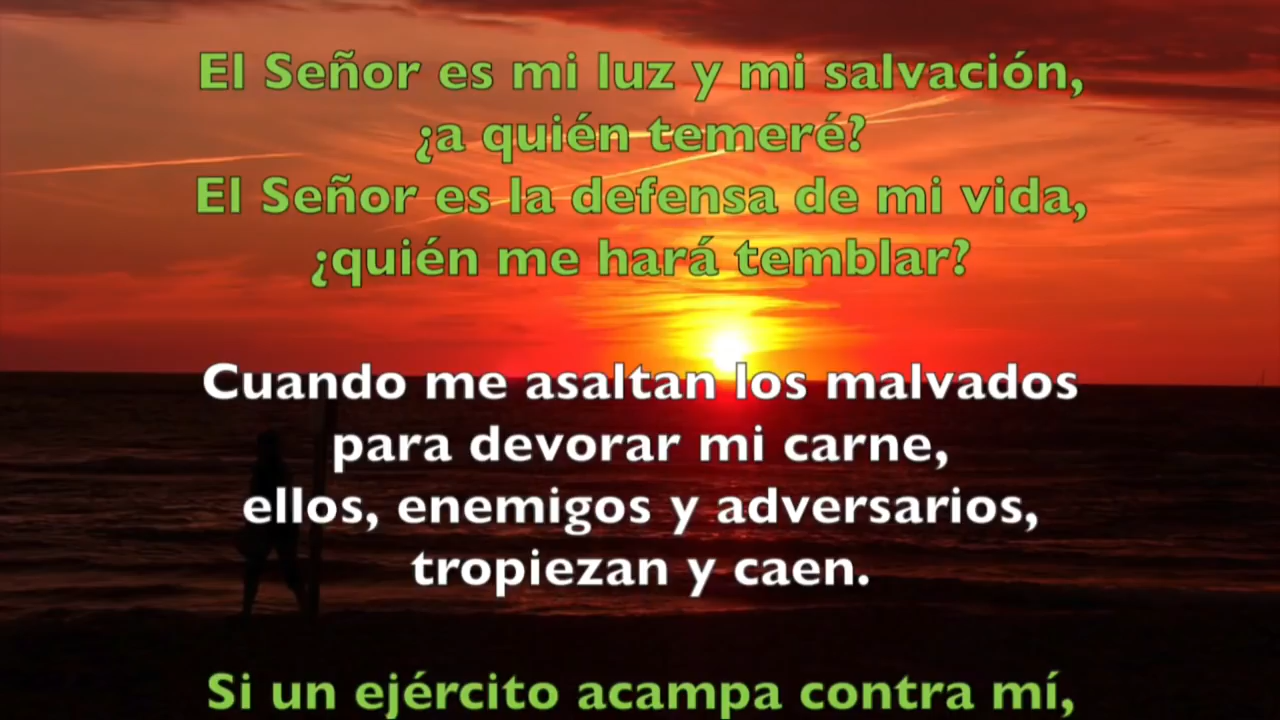 El Señor es mi luz y mi salvación,
¿a quién temeré?
El Señor es la defensa de mi vida,
¿quién me hará temblar?
Cuando me asaltan los malvados
para devorar mi carne,
ellos, enemigos y adversarios,
tropiezan y caen.
Si un ejército acampa contra mí,